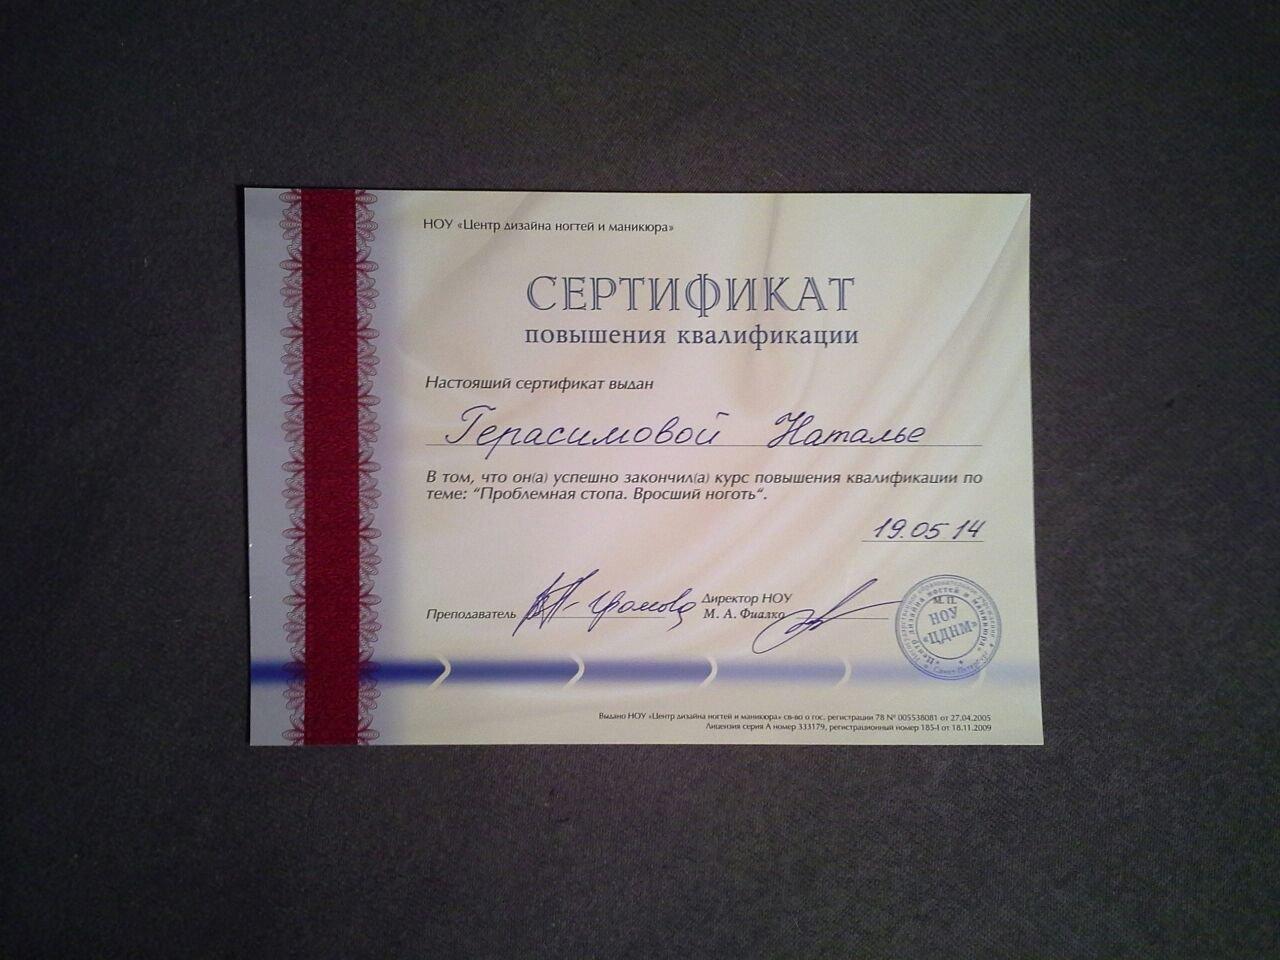 НОУ «Центр дизайна ногтей и маникюра»
СЕРТИФИКАТ
повышения квалификации
Настоящий сертификат выдан
Герасимовой Наталье
В том, что он(а) успешно закончил(а) курс повышения квалификации по
теме: “Проблемная стопа. Вросший ноготь“.
19.05 14
Директор НОУ
Преподаватель Громова М. А. Фиалко
М. П.
НОУ
«ЦДНМ»
Выдано НОУ «Центр дизайна ногтей и маникюра» св-во о гос. регистрации 78 № 005538081 от 27.04.2005
Лицензия серия А номер 333179, регистрационный номер 185-I от 18.11.2009